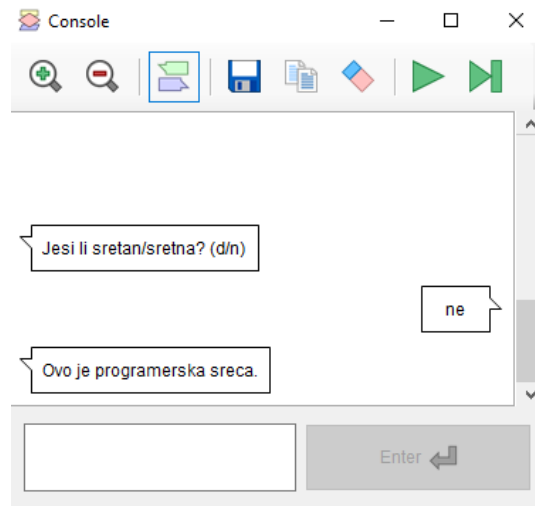 Console
Jesi li sretan/sretna? (d/n)
ne
Ovo je programerska sreca.
Enter